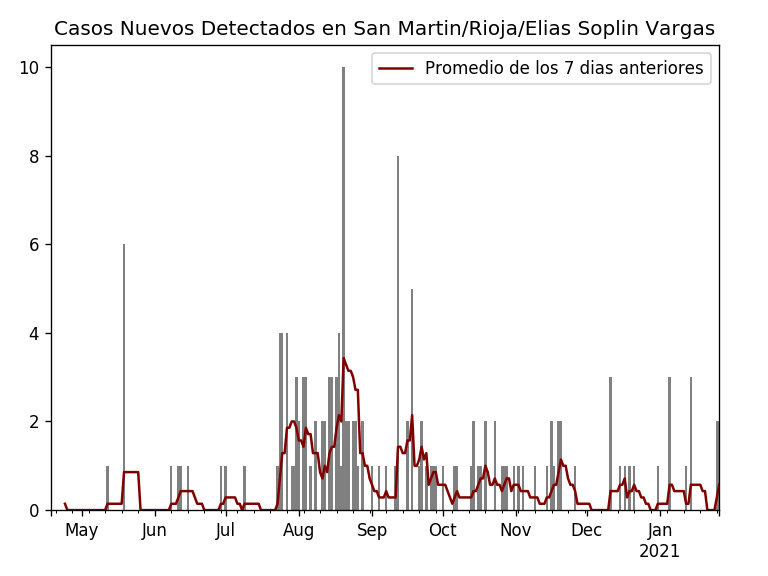 Casos Nuevos Detectados en San Martin/Rioja/Elias Soplin Vargas
Promedio de los 7 dias anteriores
10
8
6
4
2
0
May Jun Jul Aug Sep Oct Nov Dec Jan
2021